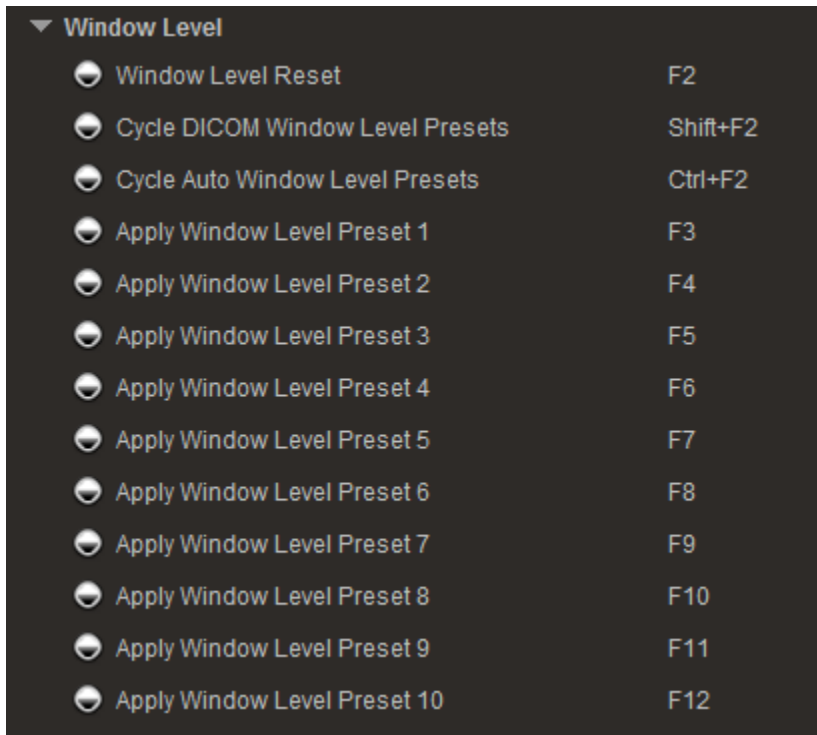 Window Level
Window Level Reset F2
Cycle DICOM Window Level Presets Shift+F2
Cycle Auto Window Level Presets Ctrl+F2
Apply Window Level Preset 1 F3
Apply Window Level Preset 2 F4
Apply Window Level Preset 3 F5
Apply Window Level Preset 4 F6
Apply Window Level Preset 5 F7
Apply Window Level Preset 6 F8
Apply Window Level Preset 7 F9
Apply Window Level Preset 8 F10
Apply Window Level Preset 9 F11
Apply Window Level Preset 10 F12